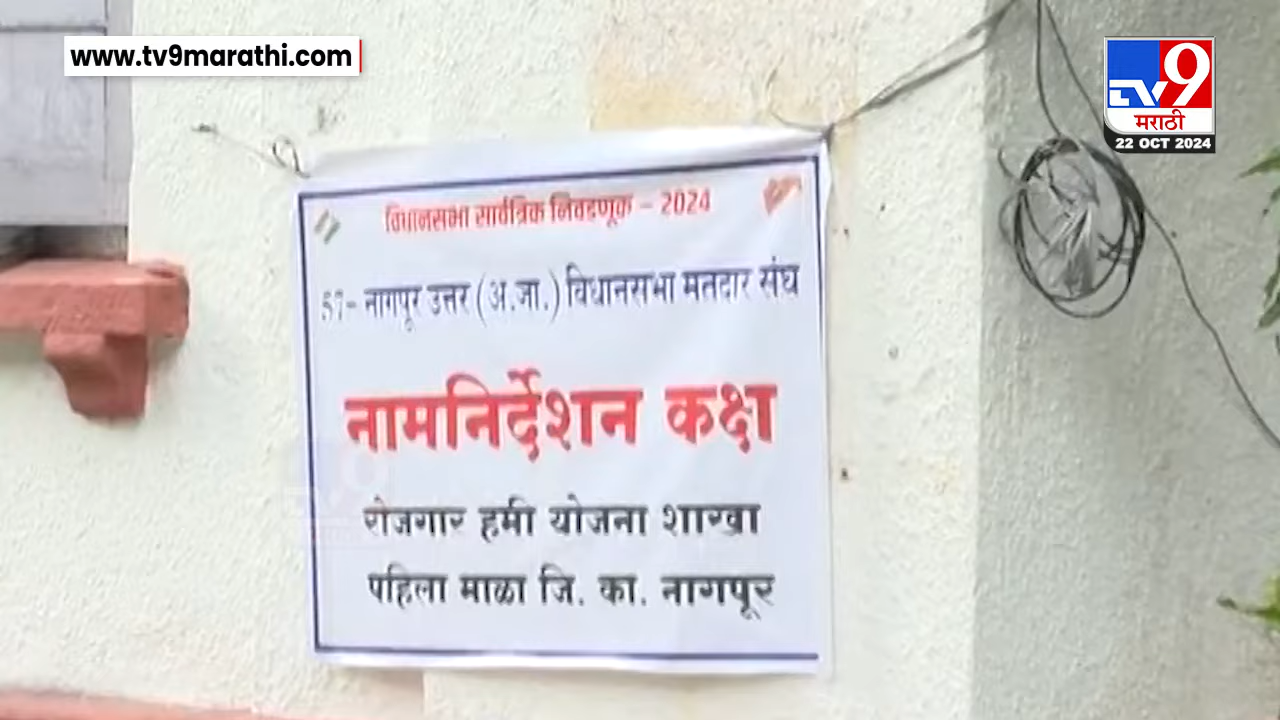 www.tv9marathi.com
TV9
मराठी
22 OCT 2024
विधानसभा सार्वत्रिक निवडणूक – 2024
57- नागपूर उत्तर (अ.जा.) विधानसभा मतदार संघ
नामनिर्देशन कक्ष
रोजगार हमी योजना शाखा
पहिला माळा जि. का. नागपूर